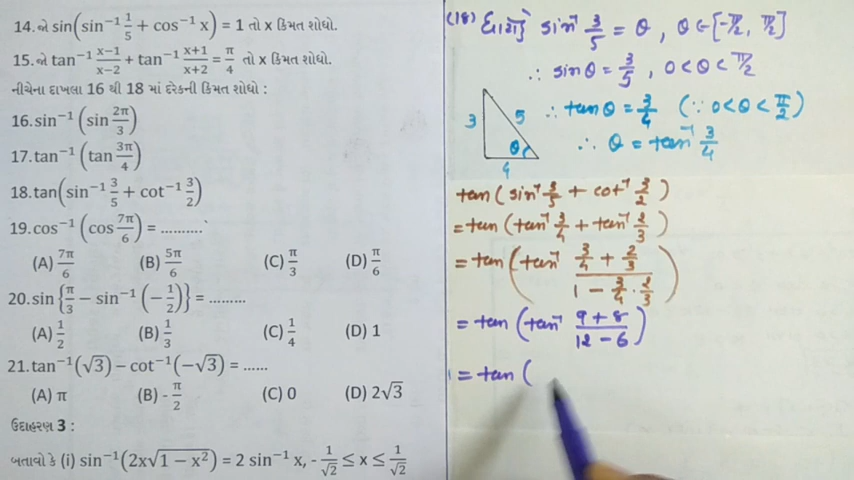 14. જો sin(sin⁻¹ 1/5 + cos⁻¹ x) = 1 તો x કિંમત શોધો.
15. જો tan⁻¹ (x−1)/(x−2) + tan⁻¹ (x+1)/(x+2) = π/4 તો x કિંમત શોધો.
નીચેના દાખલા 16 થી 18 માં દરેકની કિંમત શોધો :
16. sin⁻¹ (sin 2π/3)
17. tan⁻¹ (tan 3π/4)
18. tan(sin⁻¹ 3/5 + cot⁻¹ 3/2)
19. cos⁻¹ (cos 7π/6) = ..........
(A) 7π/6 (B) 5π/6 (C) π/3 (D) π/6
20. sin {π/3 − sin⁻¹ (−1/2)} = .........
(A) 1/2 (B) 1/3 (C) 1/4 (D) 1
21. tan⁻¹(√3) − cot⁻¹(−√3) = ......
(A) π (B) -π/2 (C) 0 (D) 2√3
ઉદાહરણ 3 :
બતાવો કે (i) sin⁻¹(2x√(1 − x²)) = 2 sin⁻¹ x, -1/√2 ≤ x ≤ 1/√2
(18) ધારો કે sin⁻¹ 3/5 = θ , θ ∈ [-π/2, π/2]
∴ sin θ = 3/5 , 0 < θ < π/2
3 5 θ 4
∴ tan θ = 3/4 (∵ 0 < θ < π/2)
∴ θ = tan⁻¹ 3/4
tan (sin⁻¹ 3/5 + cot⁻¹ 3/2)
= tan (tan⁻¹ 3/4 + tan⁻¹ 2/3)
= tan (tan⁻¹ (3/4 + 2/3)/(1 − 3/4 · 2/3))
= tan (tan⁻¹ (9 + 8)/(12 − 6))
= tan (